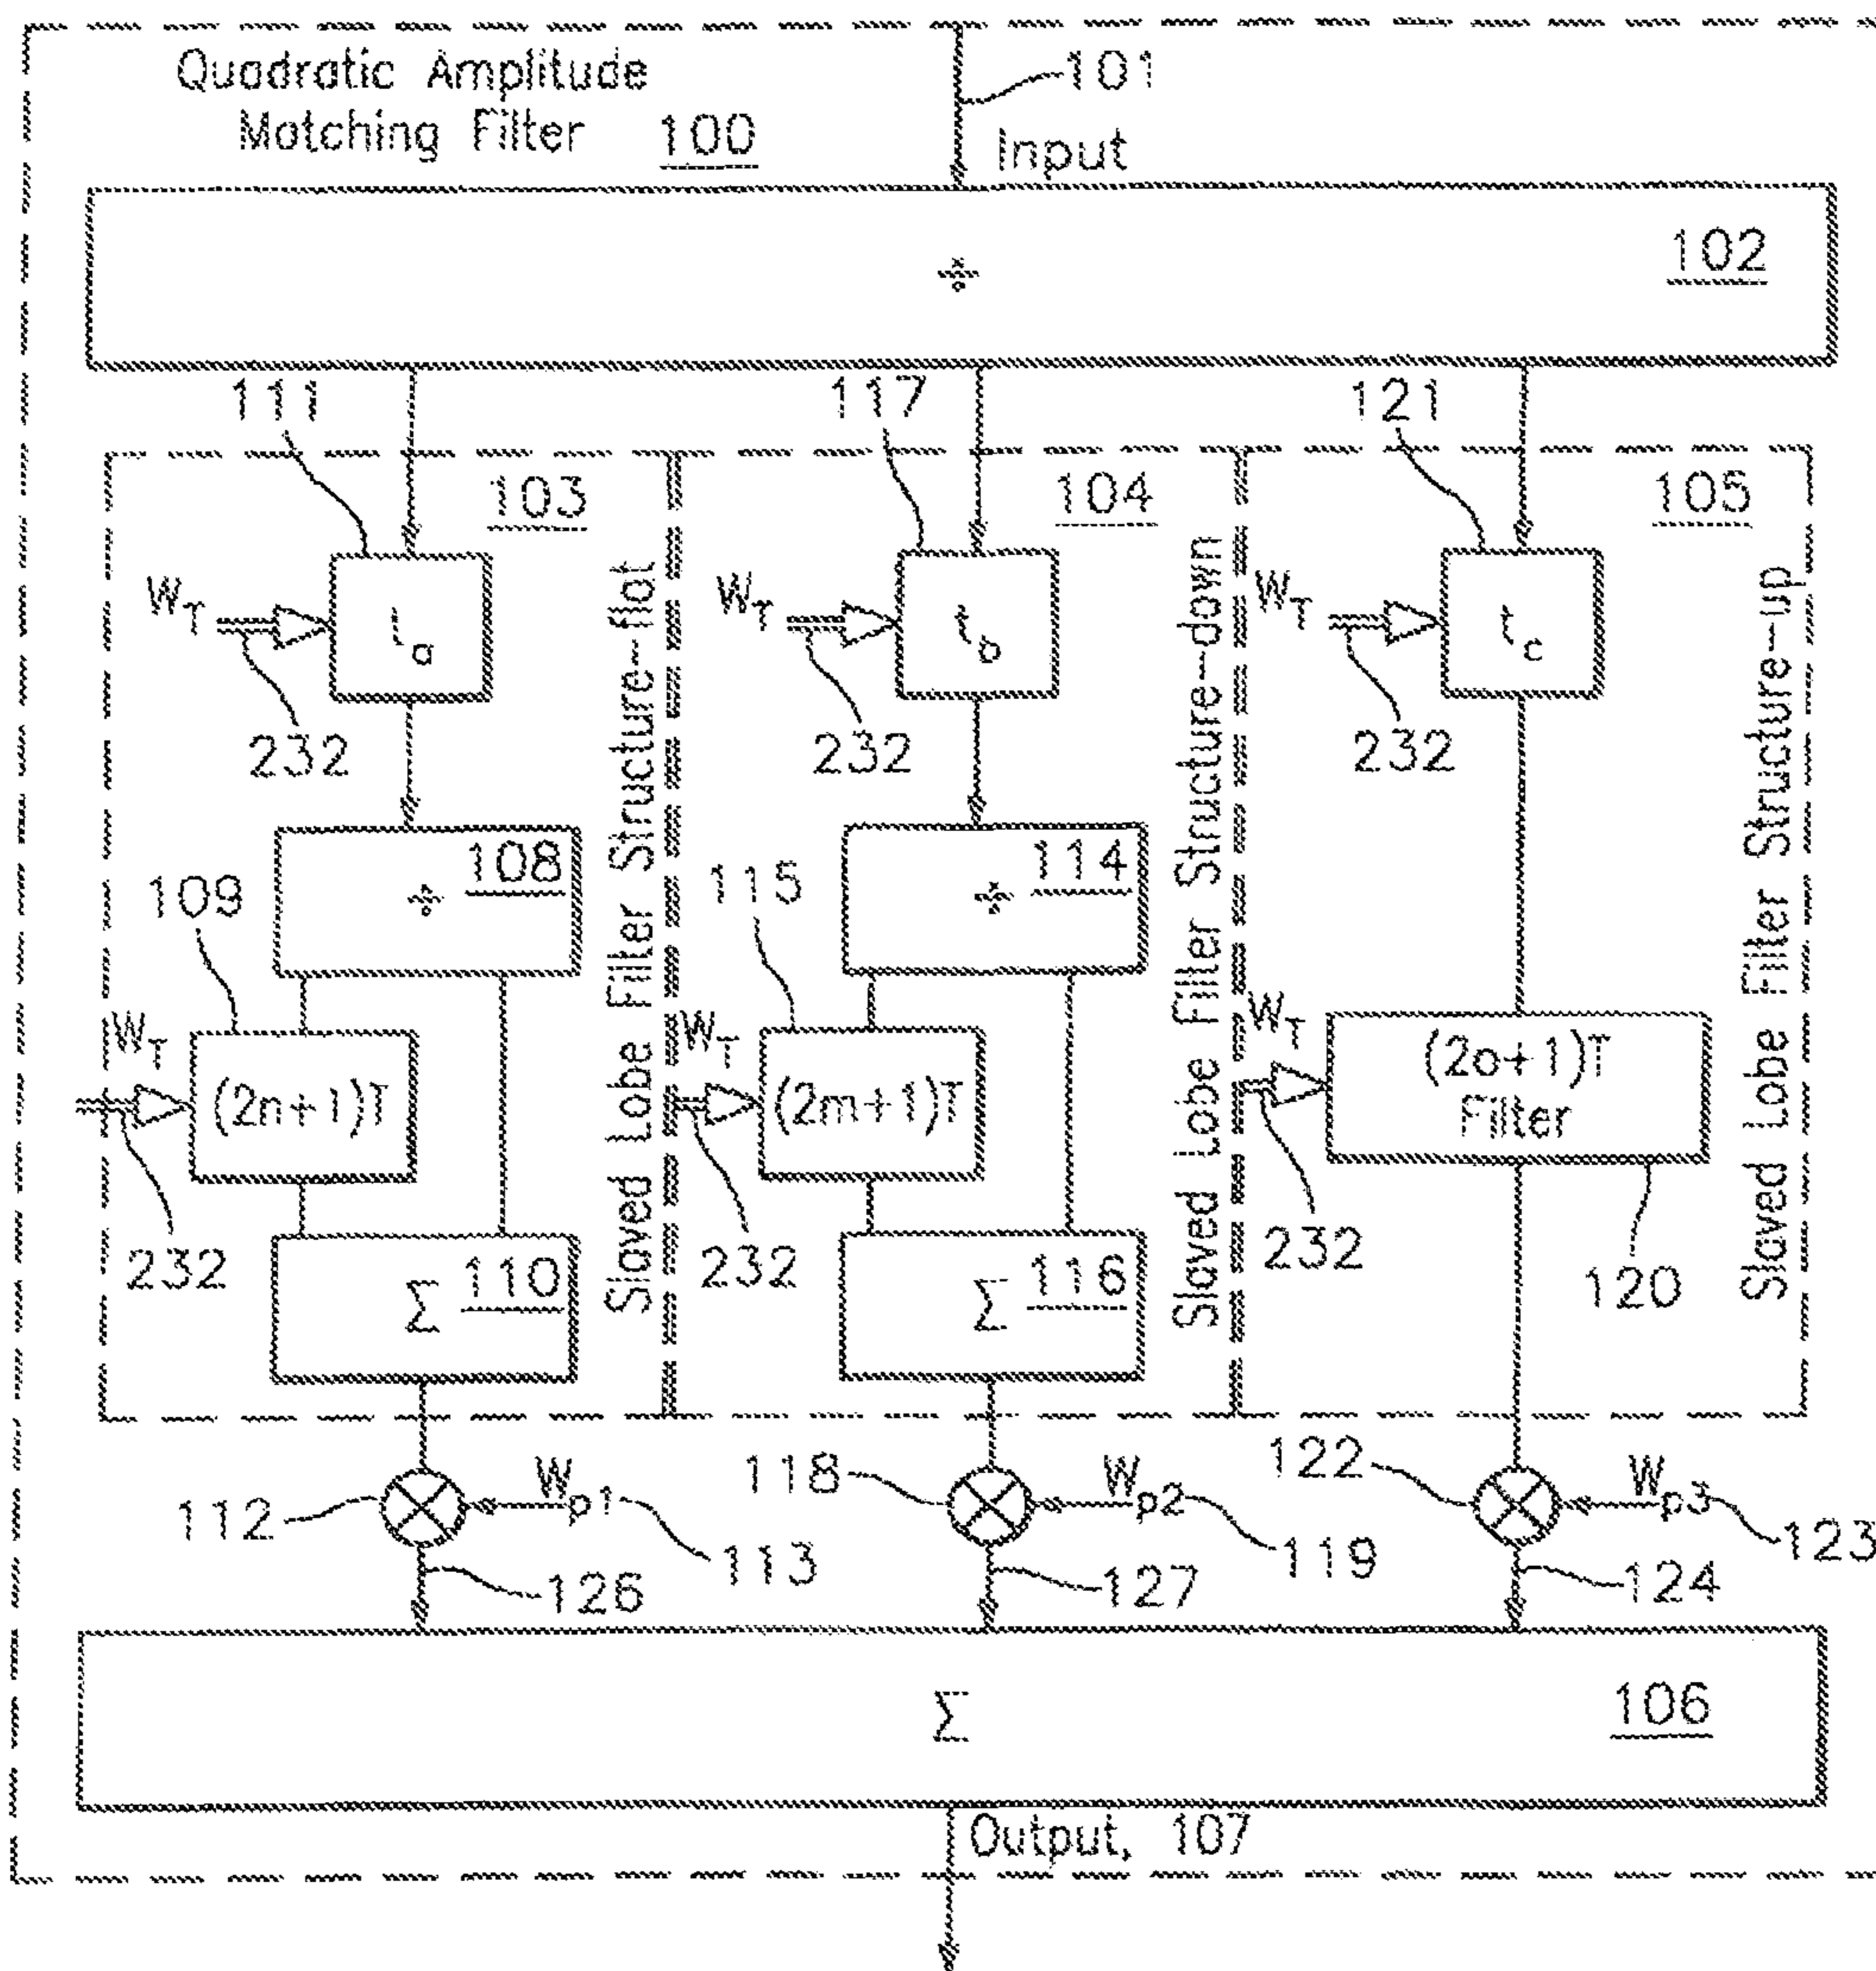 Quadratic Amplitude
Matching Filter 100
101
Input
÷ 102
111
117
121
103
104
105
W_T
t_a
W_T
t_b
W_T
t_c
232
232
232
Slaved Lobe Filter Structure-flat
Slaved Lobe Filter Structure-down
Slaved Lobe Filter Structure-up
÷ 108
÷ 114
109
115
W_T
(2n+1)T
W_T
(2m+1)T
W_T
(2o+1)T
Filter
232
232
232
120
Σ 110
Σ 116
112
W_p1
113
118
W_p2
119
122
W_p3
123
126
127
124
Σ 106
Output, 107